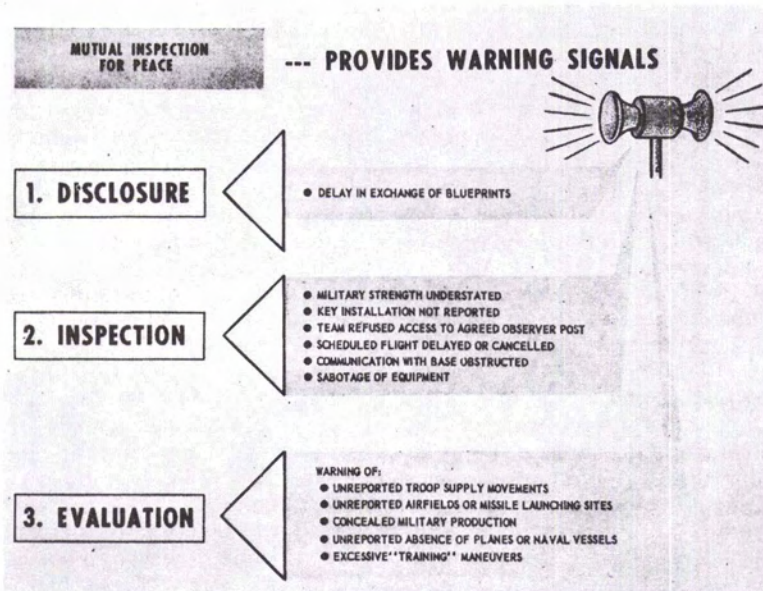 MUTUAL INSPECTION
FOR PEACE
--- PROVIDES WARNING SIGNALS
1. DISCLOSURE
● DELAY IN EXCHANGE OF BLUEPRINTS
2. INSPECTION
● MILITARY STRENGTH UNDERSTATED
● KEY INSTALLATION NOT REPORTED
● TEAM REFUSED ACCESS TO AGREED OBSERVER POST
● SCHEDULED FLIGHT DELAYED OR CANCELLED
● COMMUNICATION WITH BASE OBSTRUCTED
● SABOTAGE OF EQUIPMENT
3. EVALUATION
WARNING OF:
● UNREPORTED TROOP SUPPLY MOVEMENTS
● UNREPORTED AIRFIELDS OR MISSILE LAUNCHING SITES
● CONCEALED MILITARY PRODUCTION
● UNREPORTED ABSENCE OF PLANES OR NAVAL VESSELS
● EXCESSIVE "TRAINING" MANEUVERS